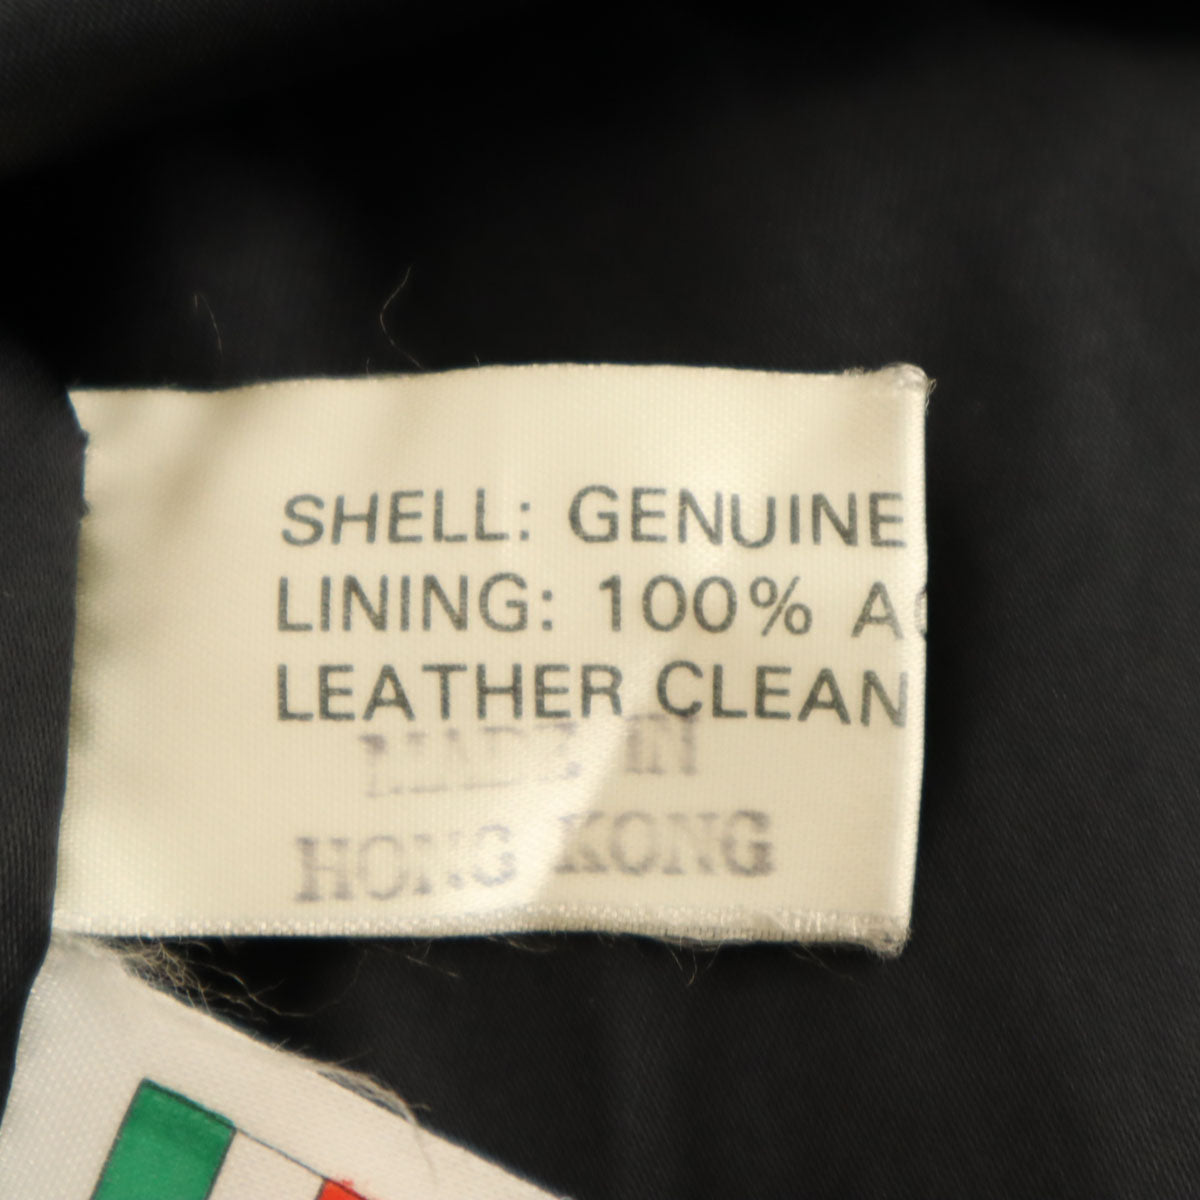 SHELL: GENUINE
LINING: 100% A
LEATHER CLEAN
MADE IN
HONG KONG